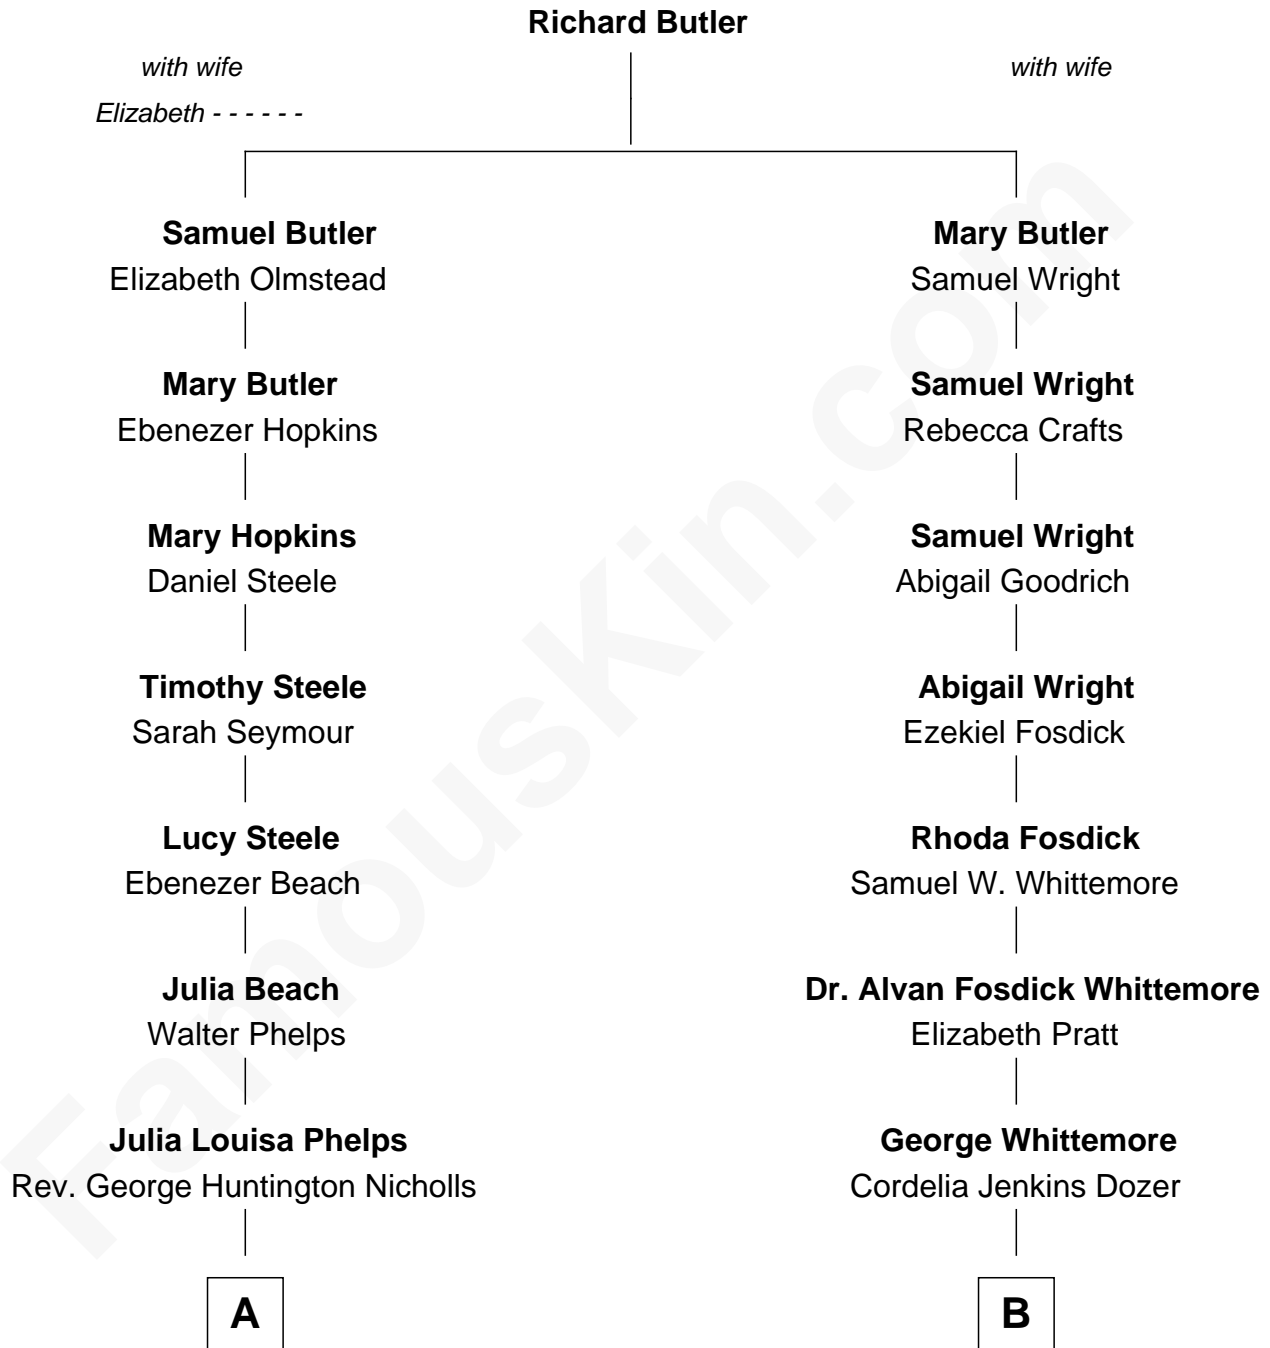 Richard Butler
with wife
with wife
Elizabeth - - - - - -
Samuel Butler
Mary Butler
Elizabeth Olmstead
Samuel Wright
Mary Butler
Samuel Wright
Ebenezer Hopkins
Rebecca Crafts
Mary Hopkins
Samuel Wright
Daniel Steele
Abigail Goodrich
Timothy Steele
Abigail Wright
Sarah Seymour
Ezekiel Fosdick
Lucy Steele
Rhoda Fosdick
Ebenezer Beach
Samuel W. Whittemore
Julia Beach
Dr. Alvan Fosdick Whittemore
Walter Phelps
Elizabeth Pratt
Julia Louisa Phelps
George Whittemore
Rev. George Huntington Nicholls
Cordelia Jenkins Dozer
A
B
FamousKin.com